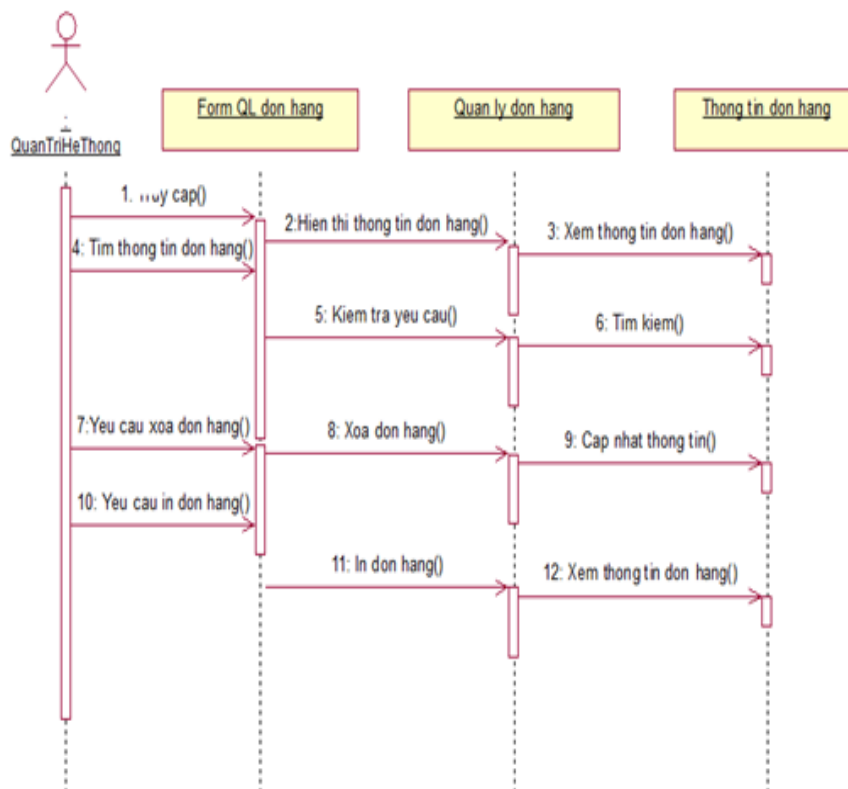 Form QL don hang
Quan ly don hang
Thong tin don hang
QuanTriHeThong
1. cap()
2:Hien thi thong tin don hang()
3: Xem thong tin don hang()
4: Tim thong tin don hang()
5: Kiem tra yeu cau()
6: Tim kiem()
7:Yeu cau xoa don hang()
8: Xoa don hang()
9: Cap nhat thong tin()
10: Yeu cau in don hang()
11: In don hang()
12: Xem thong tin don hang()